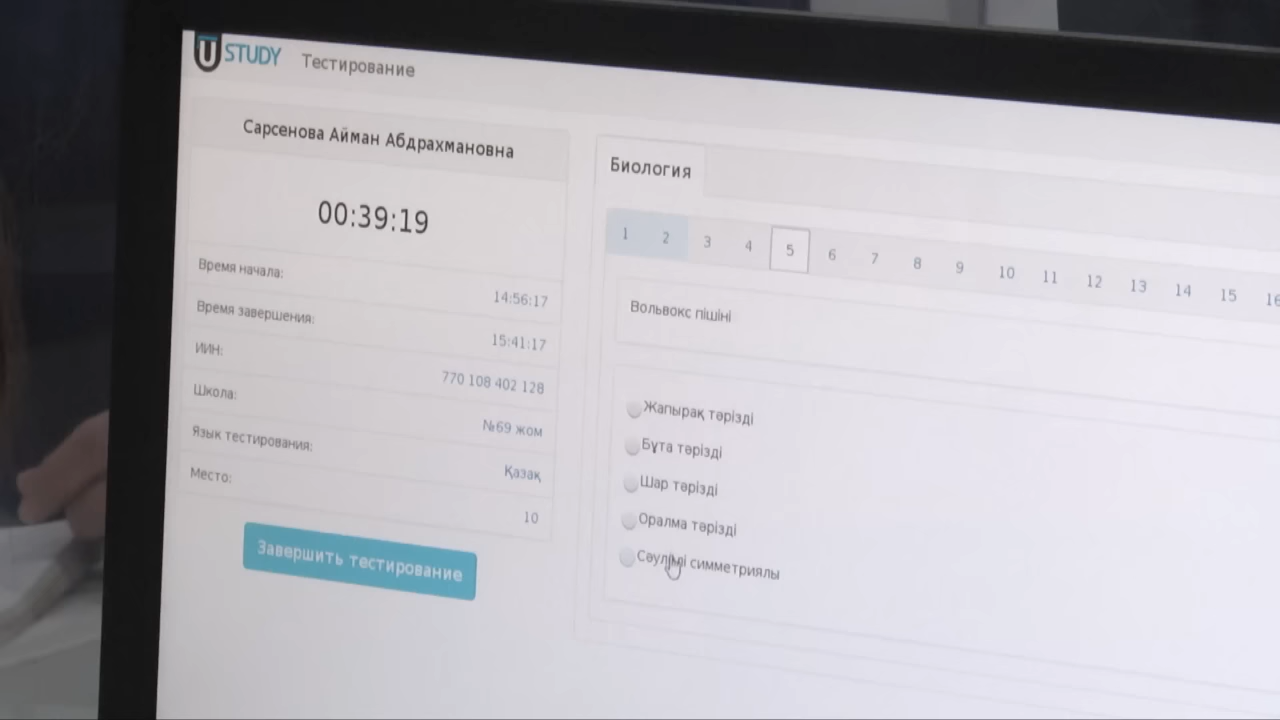 USTUDY Тестирование
Сарсенова Айман Абдрахмановна
00:39:19
Время начала:
14:56:17
Время завершения:
15:41:17
ИИН:
770 108 402 128
Школа:
№69 жом
Язык тестирования:
Қазақ
Место:
10
Завершить тестирование
Биология
1 2 3 4 5 6 7 8 9 10 11 12 13 14 15 16
Вольвокс пішіні
Жапырақ тәрізді
Бұта тәрізді
Шар тәрізді
Оралма тәрізді
Сәулелі симметриялы